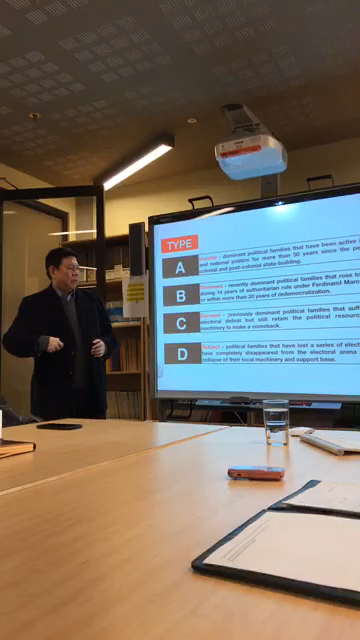 TYPE
A
- dominant political families that have been active
and national politics for more than 50 years since the
colonial and post-colonial state-building.
B
- recently dominant political families that rose to
during 14 years of authoritarian rule under Ferdinand
or within more than 30 years of redemocratization.
C
- previously dominant political families that
electoral defeat but still retain the political
machinery to make a comeback.
D
Defunct - political families that have lost a series of
have completely disappeared from the electoral arena
collapse of their local machinery and support base.